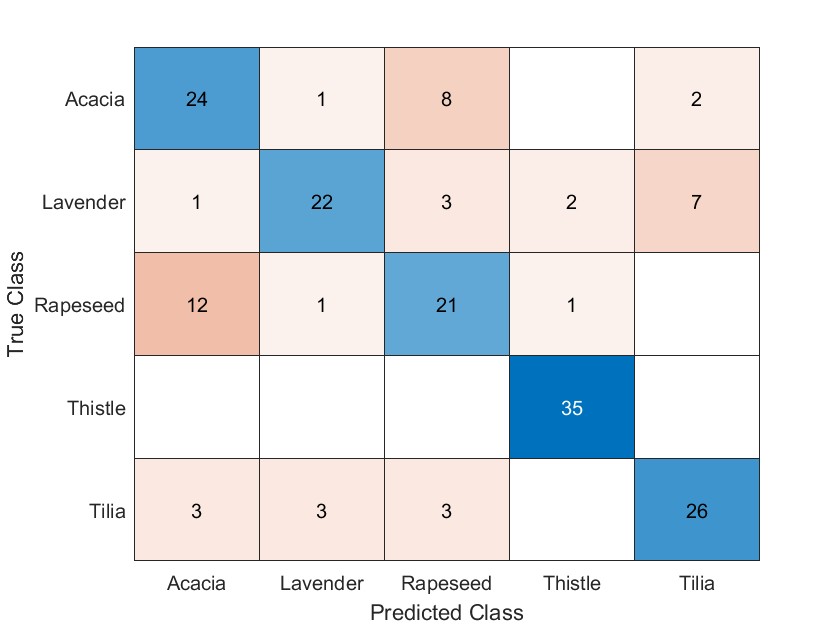 True Class
Acacia 24 1 8 2
Lavender 1 22 3 2 7
Rapeseed 12 1 21 1
Thistle 35
Tilia 3 3 3 26
Acacia Lavender Rapeseed Thistle Tilia
Predicted Class